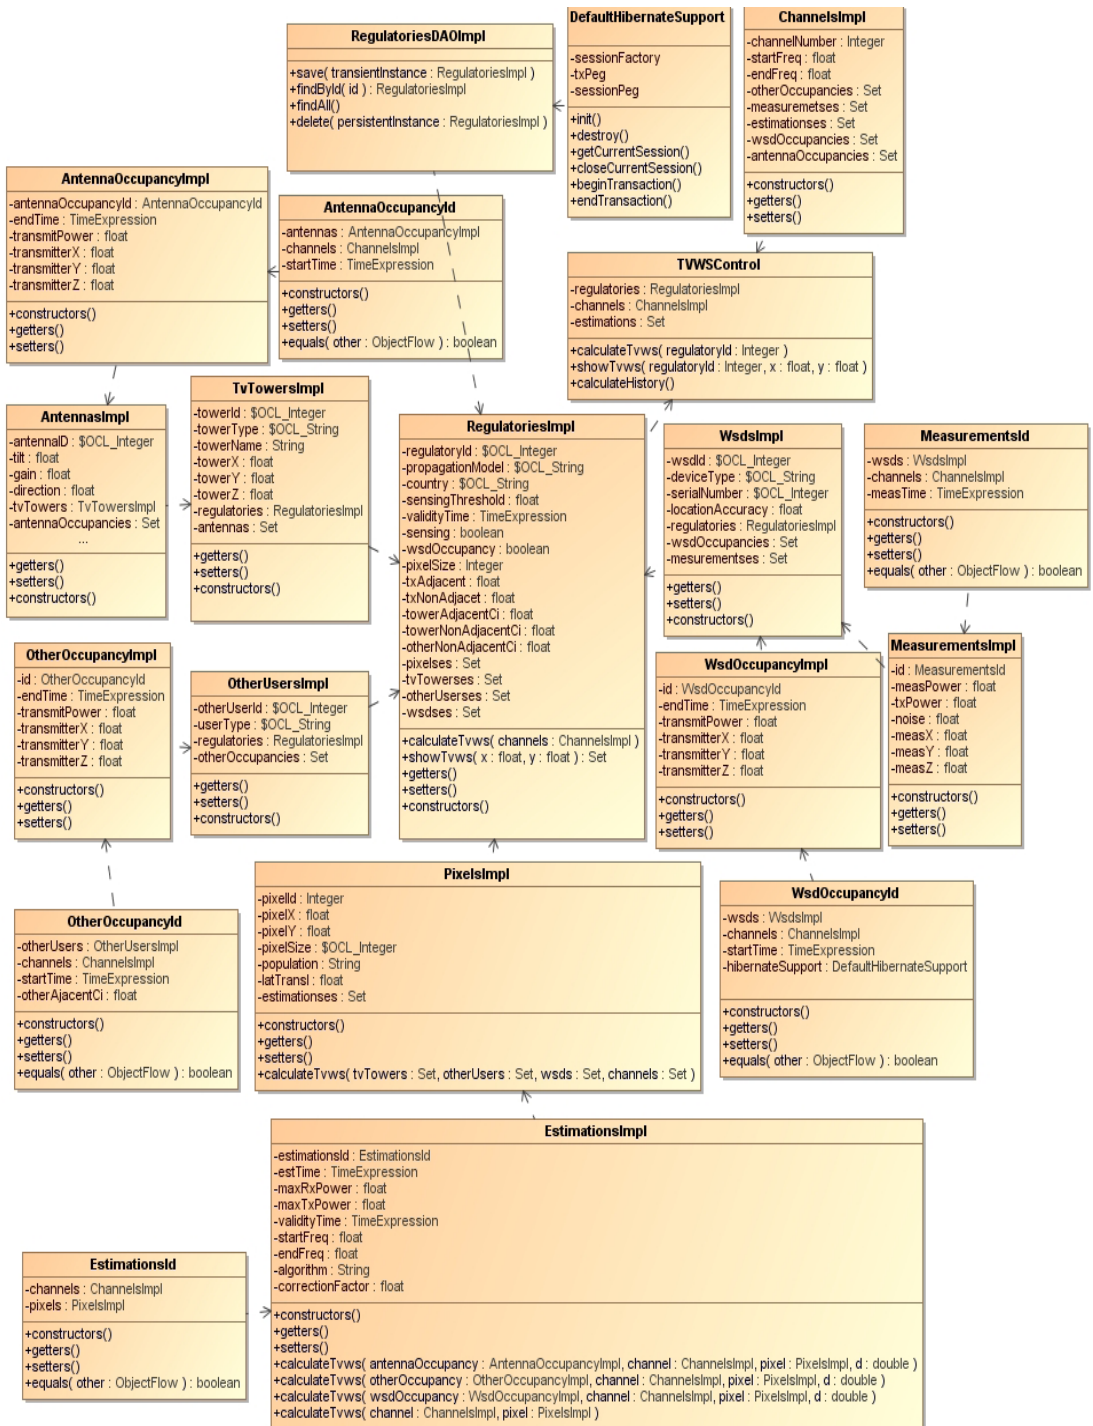 RegulatoriesDAOImpl
+save( transientInstance : RegulatoriesImpl )
+findById( id ) : RegulatoriesImpl
+findAll()
+delete( persistentInstance : RegulatoriesImpl )
DefaultHibernateSupport
-sessionFactory
-txPeg
-sessionPeg
+init()
+destroy()
+getCurrentSession()
+closeCurrentSession()
+beginTransaction()
+endTransaction()
ChannelsImpl
-channelNumber : Integer
-startFreq : float
-endFreq : float
-otherOccupancies : Set
-measuremetses : Set
-estimationses : Set
-wsdOccupancies : Set
-antennaOccupancies : Set
+constructors()
+getters()
+setters()
AntennaOccupancyImpl
-antennaOccupancyId : AntennaOccupancyId
-endTime : TimeExpression
-transmitPower : float
-transmitterX : float
-transmitterY : float
-transmitterZ : float
+constructors()
+getters()
+setters()
AntennaOccupancyId
-antennas : AntennaOccupancyImpl
-channels : ChannelsImpl
-startTime : TimeExpression
+constructors()
+getters()
+setters()
+equals( other : ObjectFlow ) : boolean
TVWSControl
-regulatories : RegulatoriesImpl
-channels : ChannelsImpl
-estimations : Set
+calculateTvws( regulatoryId : Integer )
+showTvws( regulatoryId : Integer, x : float, y : float )
+calculateHistory()
AntennasImpl
-antennaID : $OCL_Integer
-tilt : float
-gain : float
-direction : float
-tvTowers : TvTowersImpl
-antennaOccupancies : Set
...
+getters()
+setters()
+constructors()
TvTowersImpl
-towerId : $OCL_Integer
-towerType : $OCL_String
-towerName : String
-towerX : float
-towerY : float
-towerZ : float
-regulatories : RegulatoriesImpl
-antennas : Set
+getters()
+setters()
+constructors()
RegulatoriesImpl
-regulatoryId : $OCL_Integer
-propagationModel : $OCL_String
-country : $OCL_String
-sensingThreshold : float
-validityTime : TimeExpression
-sensing : boolean
-wsdOccupancy : boolean
-pixelSize : Integer
-txAdjacent : float
-txNonAdjacet : float
-towerAdjacentCi : float
-towerNonAdjacentCi : float
-otherNonAdjacentCi : float
-pixelses : Set
-tvTowerses : Set
-otherUserses : Set
-wsdses : Set
+calculateTvws( channels : ChannelsImpl )
+showTvws( x : float, y : float ) : Set
+getters()
+setters()
+constructors()
WsdsImpl
-wsdId : $OCL_Integer
-deviceType : $OCL_String
-serialNumber : $OCL_Integer
-locationAccuracy : float
-regulatories : RegulatoriesImpl
-wsdOccupancies : Set
-mesurementses : Set
+getters()
+setters()
+constructors()
MeasurementsId
-wsds : WsdsImpl
-channels : ChannelsImpl
-measTime : TimeExpression
+constructors()
+getters()
+setters()
+equals( other : ObjectFlow ) : boolean
OtherOccupancyImpl
-id : OtherOccupancyId
-endTime : TimeExpression
-transmitPower : float
-transmitterX : float
-transmitterY : float
-transmitterZ : float
+constructors()
+getters()
+setters()
OtherUsersImpl
-otherUserId : $OCL_Integer
-userType : $OCL_String
-regulatories : RegulatoriesImpl
-otherOccupancies : Set
+getters()
+setters()
+constructors()
WsdOccupancyImpl
-id : WsdOccupancyId
-endTime : TimeExpression
-transmitPower : float
-transmitterX : float
-transmitterY : float
-transmitterZ : float
+constructors()
+getters()
+setters()
MeasurementsImpl
-id : MeasurementsId
-measPower : float
-txPower : float
-noise : float
-measX : float
-measY : float
-measZ : float
+constructors()
+getters()
+setters()
OtherOccupancyId
-otherUsers : OtherUsersImpl
-channels : ChannelsImpl
-startTime : TimeExpression
-otherAjacentCi : float
+constructors()
+getters()
+setters()
+equals( other : ObjectFlow ) : boolean
PixelsImpl
-pixelId : Integer
-pixelX : float
-pixelY : float
-pixelSize : $OCL_Integer
-population : String
-latTransl : float
-estimationses : Set
+constructors()
+getters()
+setters()
+calculateTvws( tvTowers : Set, otherUsers : Set, wsds : Set, channels : Set )
WsdOccupancyId
-wsds : WsdsImpl
-channels : ChannelsImpl
-startTime : TimeExpression
-hibernateSupport : DefaultHibernateSupport
+constructors()
+getters()
+setters()
+equals( other : ObjectFlow ) : boolean
EstimationsId
-channels : ChannelsImpl
-pixels : PixelsImpl
+constructors()
+getters()
+setters()
+equals( other : ObjectFlow ) : boolean
EstimationsImpl
-estimationsId : EstimationsId
-estTime : TimeExpression
-maxRxPower : float
-maxTxPower : float
-validityTime : TimeExpression
-startFreq : float
-endFreq : float
-algorithm : String
-correctionFactor : float
+constructors()
+getters()
+setters()
+calculateTvws( antennaOccupancy : AntennaOccupancyImpl, channel : ChannelsImpl, pixel : PixelsImpl, d : double )
+calculateTvws( otherOccupancy : OtherOccupancyImpl, channel : ChannelsImpl, pixel : PixelsImpl, d : double )
+calculateTvws( wsdOccupancy : WsdOccupancyImpl, channel : ChannelsImpl, pixel : PixelsImpl, d : double )
+calculateTvws( channel : ChannelsImpl, pixel : PixelsImpl )